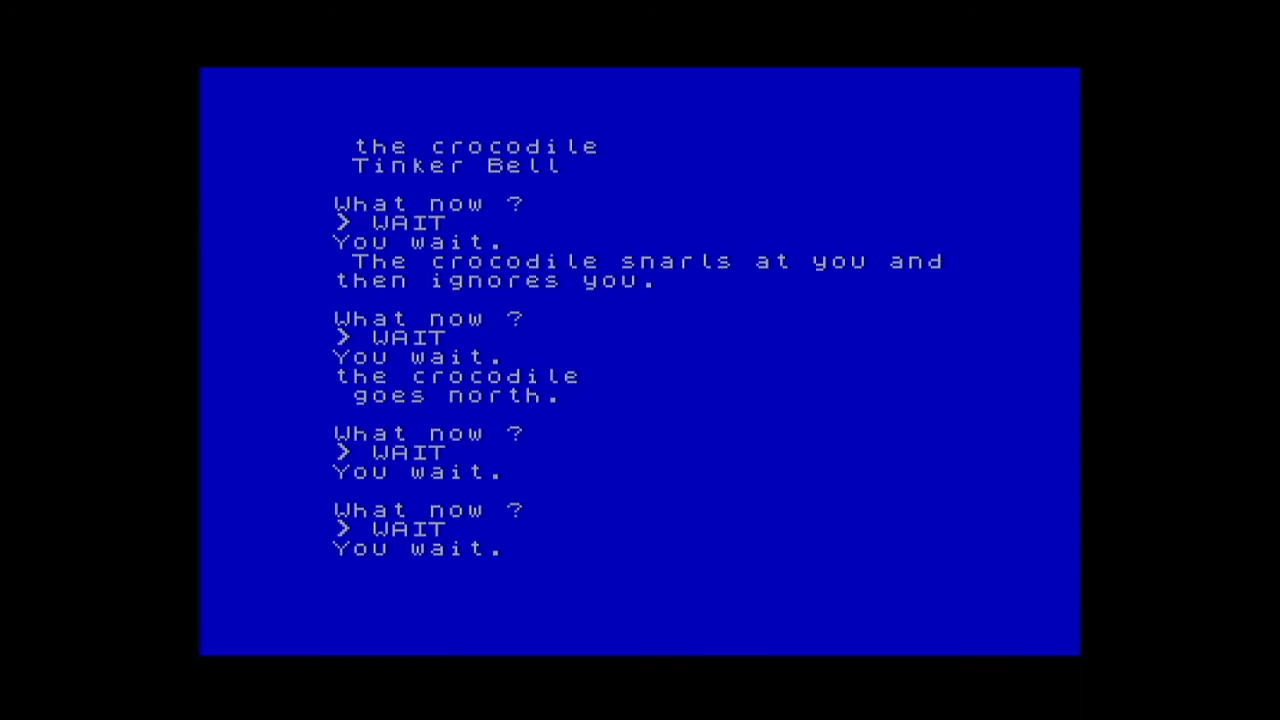 the crocodile
Tinker Bell
What now ?
> WAIT
You wait.
The crocodile snarls at you and
then ignores you.
What now ?
> WAIT
You wait.
the crocodile
goes north.
What now ?
> WAIT
You wait.
What now ?
> WAIT
You wait.